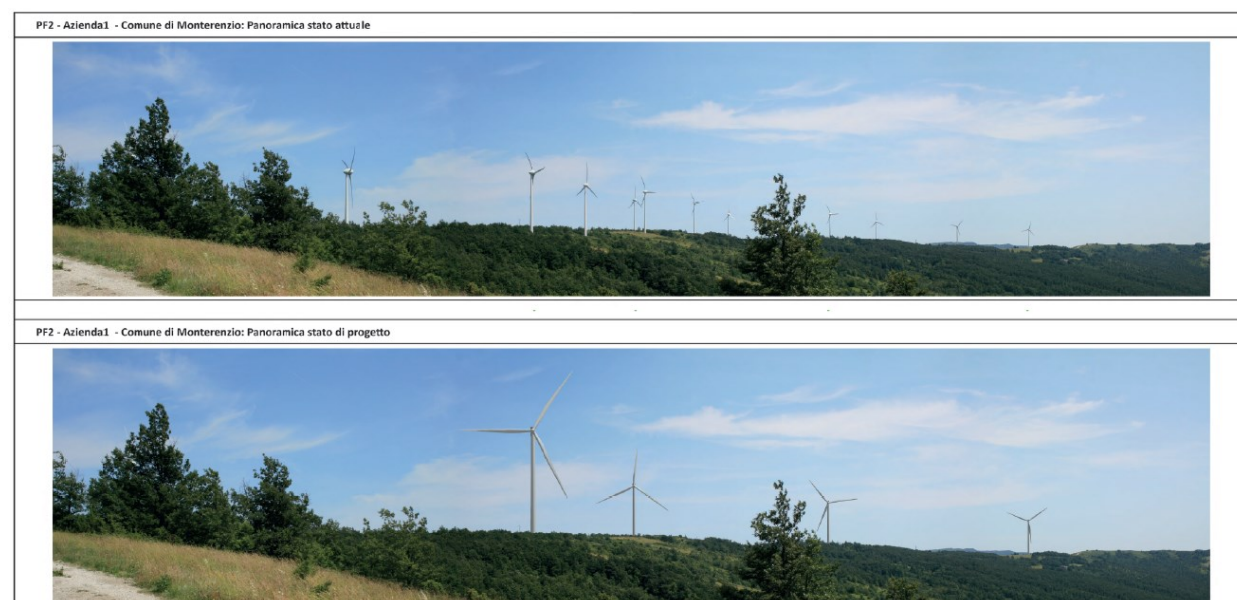 PF2 - Azienda1 - Comune di Monterenzio: Panoramica stato attuale
PF2 - Azienda1 - Comune di Monterenzio: Panoramica stato di progetto